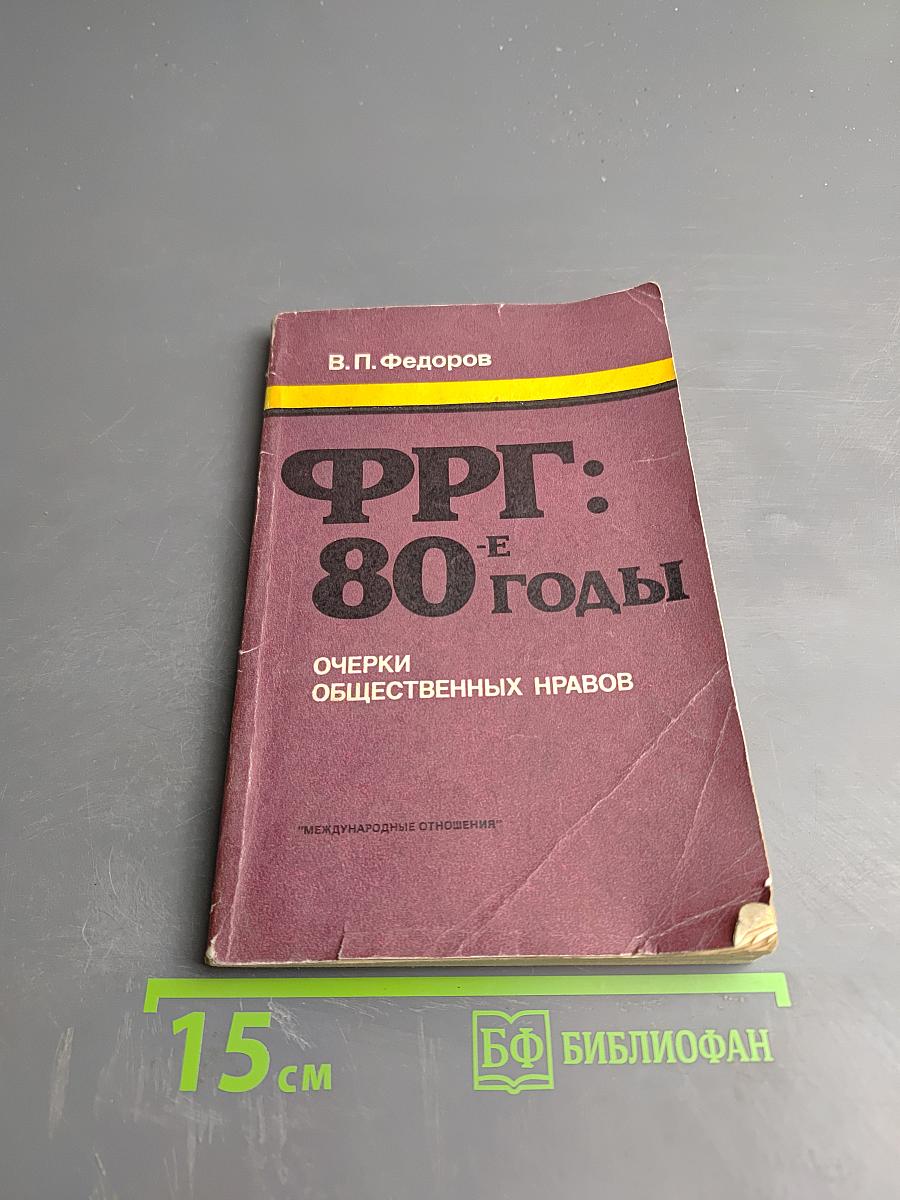 В. П. Федоров
ФРГ:
80-Е ГОДЫ
ОЧЕРКИ
ОБЩЕСТВЕННЫХ НРАВОВ
"МЕЖДУНАРОДНЫЕ ОТНОШЕНИЯ"
15 см
БФ БИБЛИОФАН